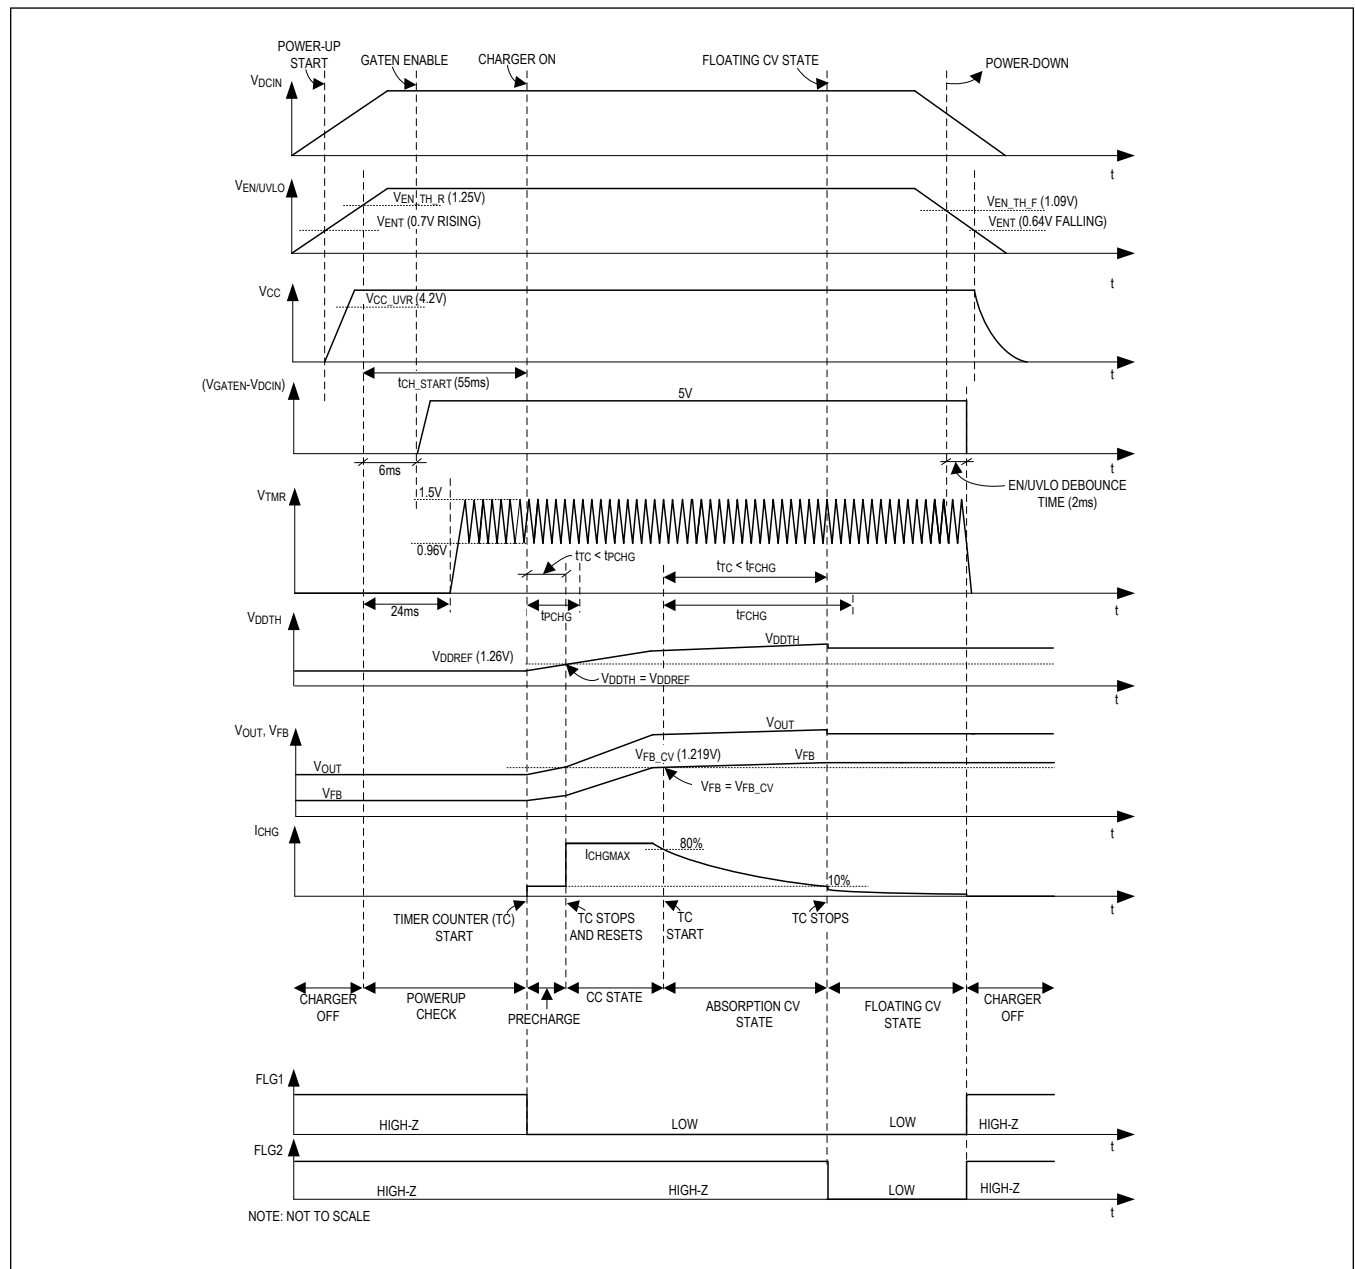 POWER-UP
START
GATEN ENABLE
CHARGER ON
FLOATING CV STATE
POWER-DOWN
VDCIN
t
VEN/UVLO
VEN_TH_R (1.25V)
VENT (0.7V RISING)
VEN_TH_F (1.09V)
VENT (0.64V FALLING)
t
VCC
VCC_UVR (4.2V)
t
tCH_START (55ms)
(VGATEN-VDCIN)
5V
t
6ms
EN/UVLO DEBOUNCE
TIME (2ms)
VTMR
1.5V
0.96V
tTC < tPCHG
tTC < tFCHG
t
24ms
tPCHG
tFCHG
VDDTH
VDDREF (1.26V)
VDDTH
VDDTH = VDDREF
t
VOUT, VFB
VOUT
VFB
VOUT
VFB_CV (1.219V)
VFB
VFB = VFB_CV
t
ICHG
ICHGMAX
80%
10%
t
TIMER COUNTER (TC)
START
TC STOPS
AND RESETS
TC
START
TC STOPS
CHARGER
OFF
POWERUP
CHECK
PRECHARGE
CC STATE
ABSORPTION CV
STATE
FLOATING CV
STATE
CHARGER
OFF
FLG1
HIGH-Z
LOW
LOW
HIGH-Z
t
FLG2
HIGH-Z
HIGH-Z
LOW
HIGH-Z
t
NOTE: NOT TO SCALE